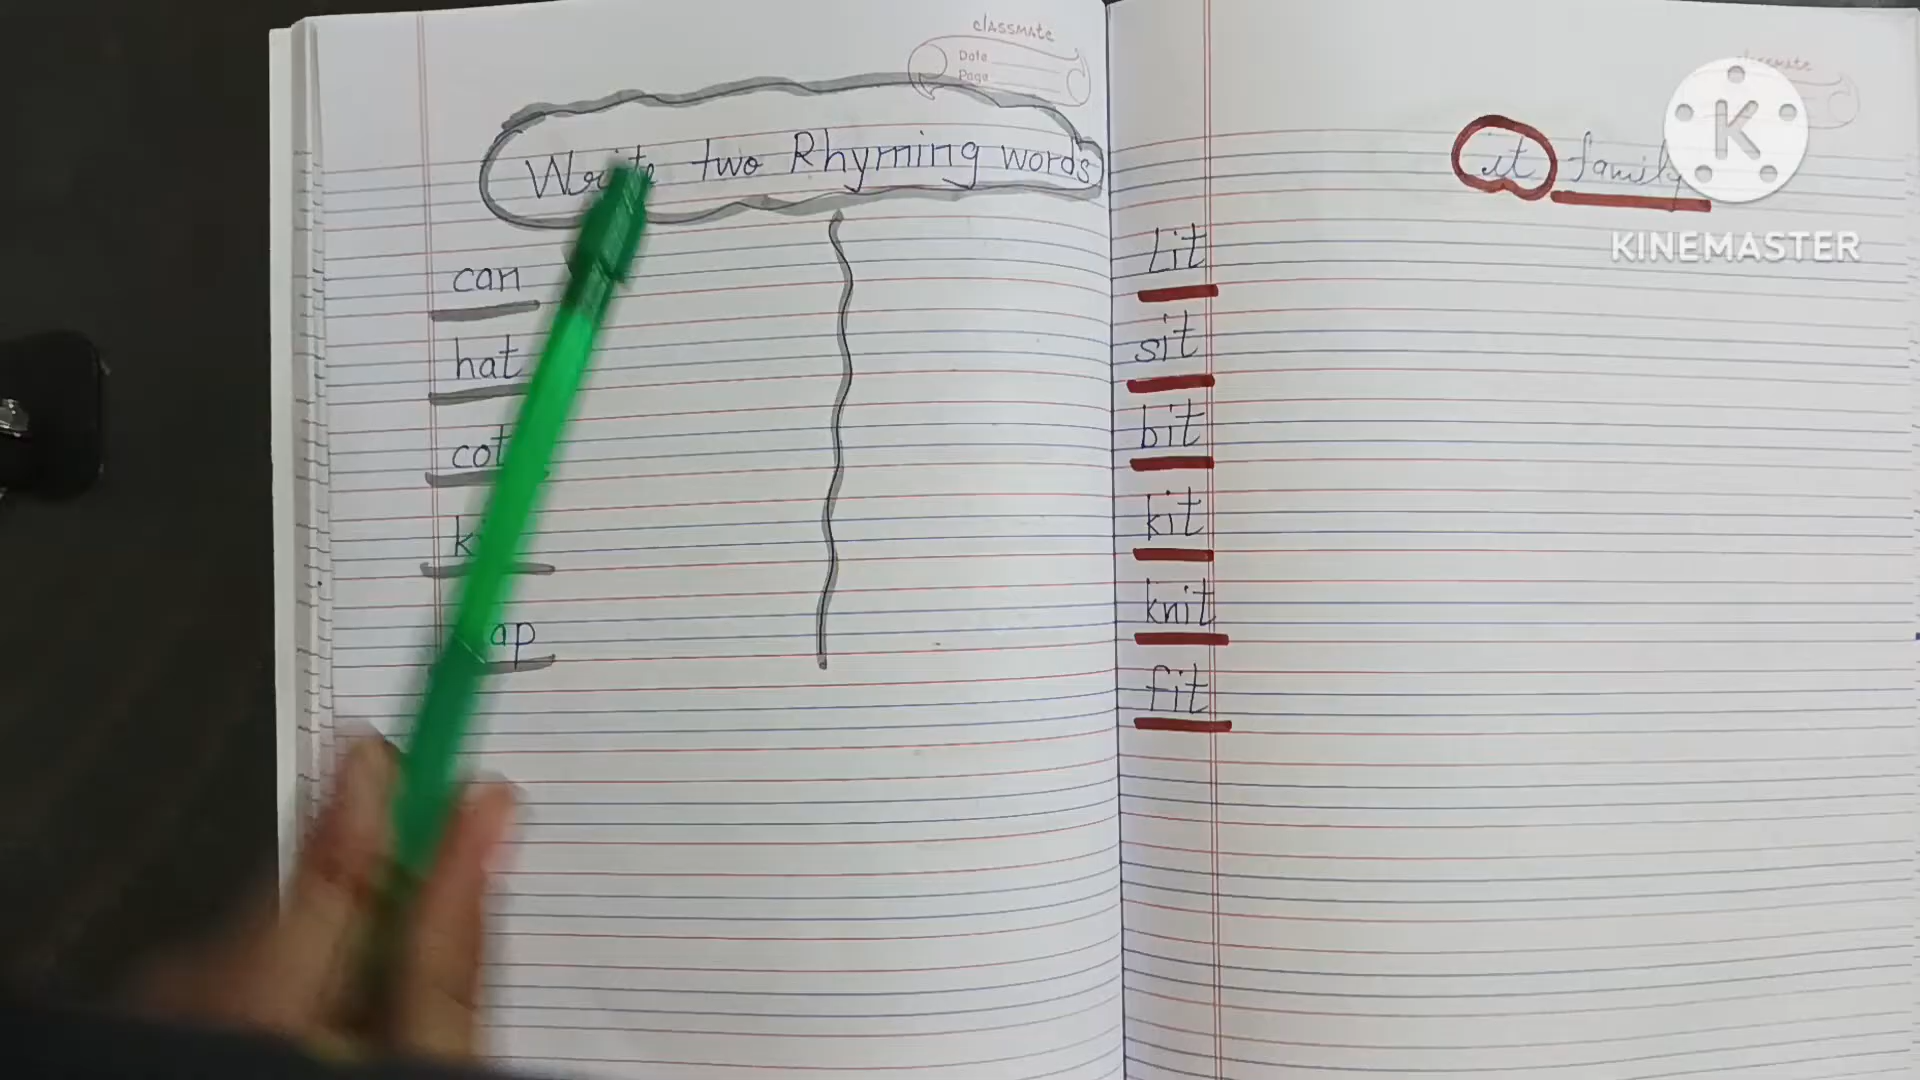 classmate
Date
Page
Write two Rhyming words
can
hat
cot
ap
it family
Lit
sit
bit
kit
knit
fit
K
KINEMASTER